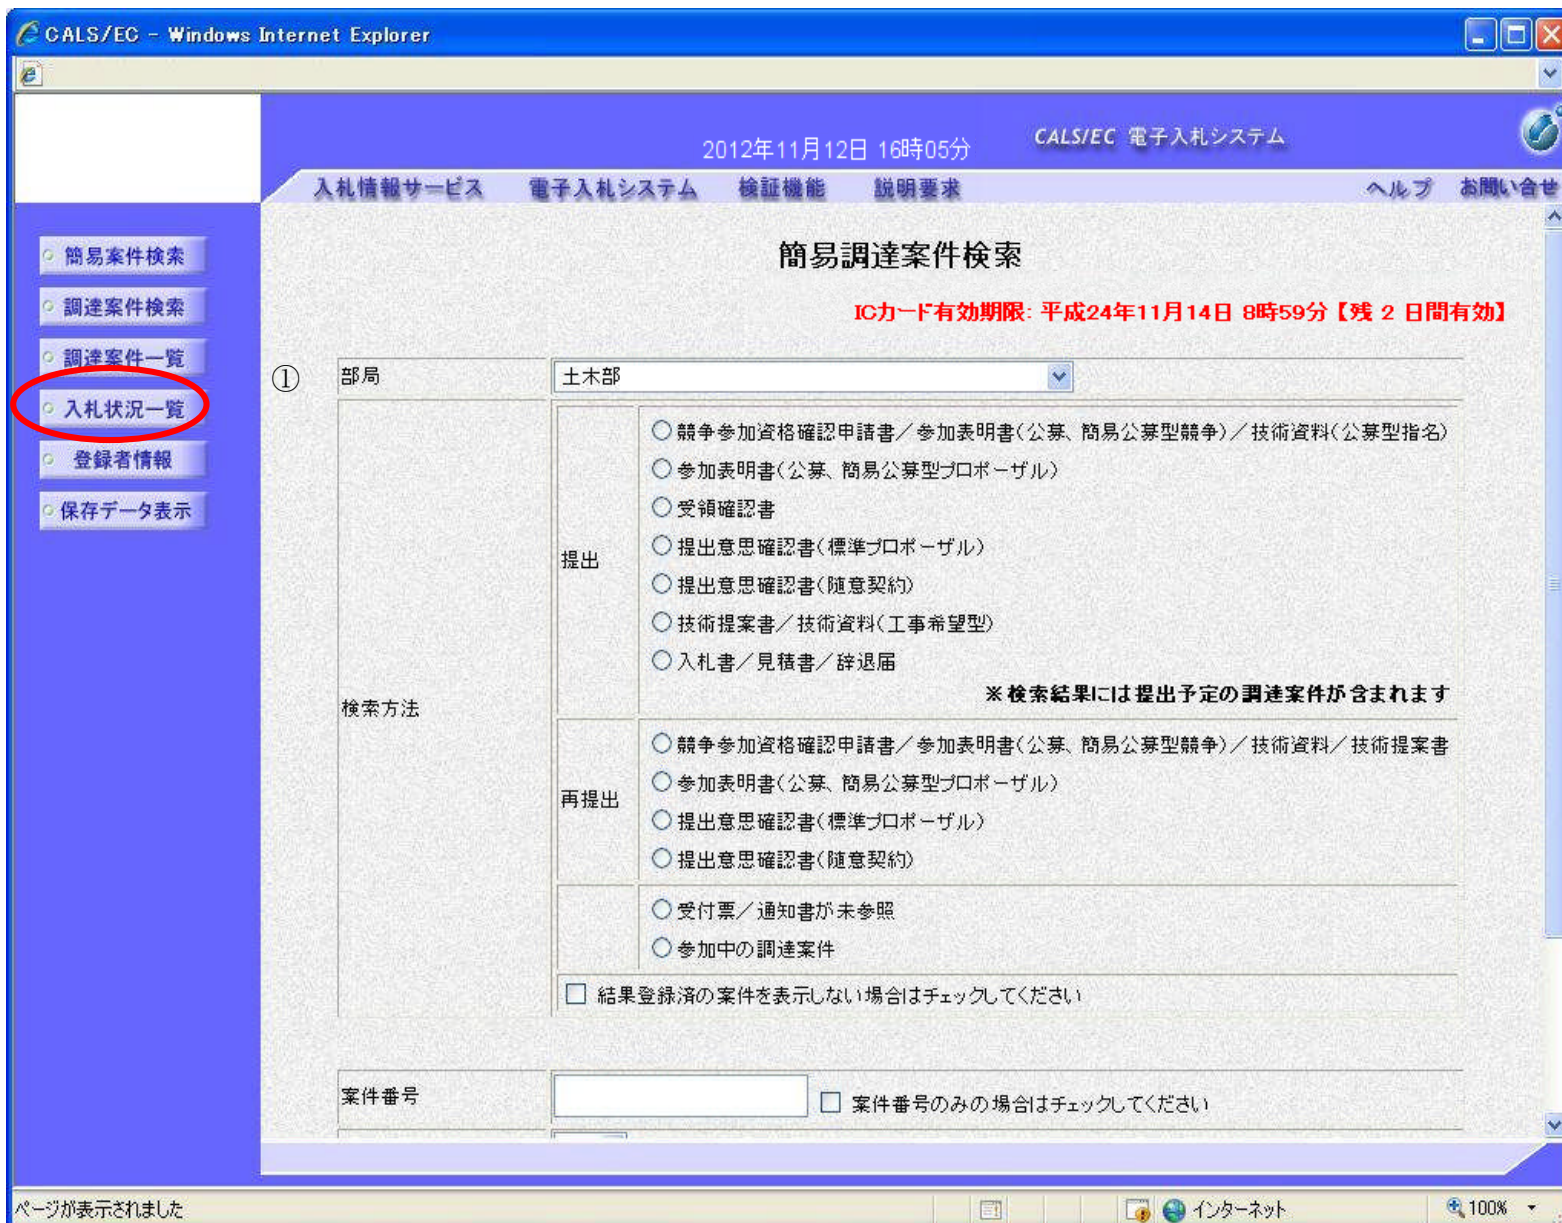 CALS/EC - Windows Internet Explorer
2012年11月12日 16時05分
CALS/EC 電子入札システム
入札情報サービス 電子入札システム 検証機能 説明要求 ヘルプ お問い合せ
簡易案件検索
調達案件検索
調達案件一覧
入札状況一覧
登録者情報
保存データ表示
簡易調達案件検索
ICカード有効期限: 平成24年11月14日 8時59分【残 2 日間有効】
① 部局 土木部
検索方法
提出
競争参加資格確認申請書／参加表明書(公募、簡易公募型競争)／技術資料(公募型指名)
参加表明書(公募、簡易公募型プロポーザル)
受領確認書
提出意思確認書(標準プロポーザル)
提出意思確認書(随意契約)
技術提案書／技術資料(工事希望型)
入札書／見積書／辞退届
※検索結果には提出予定の調達案件が含まれます
再提出
競争参加資格確認申請書／参加表明書(公募、簡易公募型競争)／技術資料／技術提案書
参加表明書(公募、簡易公募型プロポーザル)
提出意思確認書(標準プロポーザル)
提出意思確認書(随意契約)
受付票／通知書が未参照
参加中の調達案件
結果登録済の案件を表示しない場合はチェックしてください
案件番号 案件番号のみの場合はチェックしてください
ページが表示されました インターネット 100%